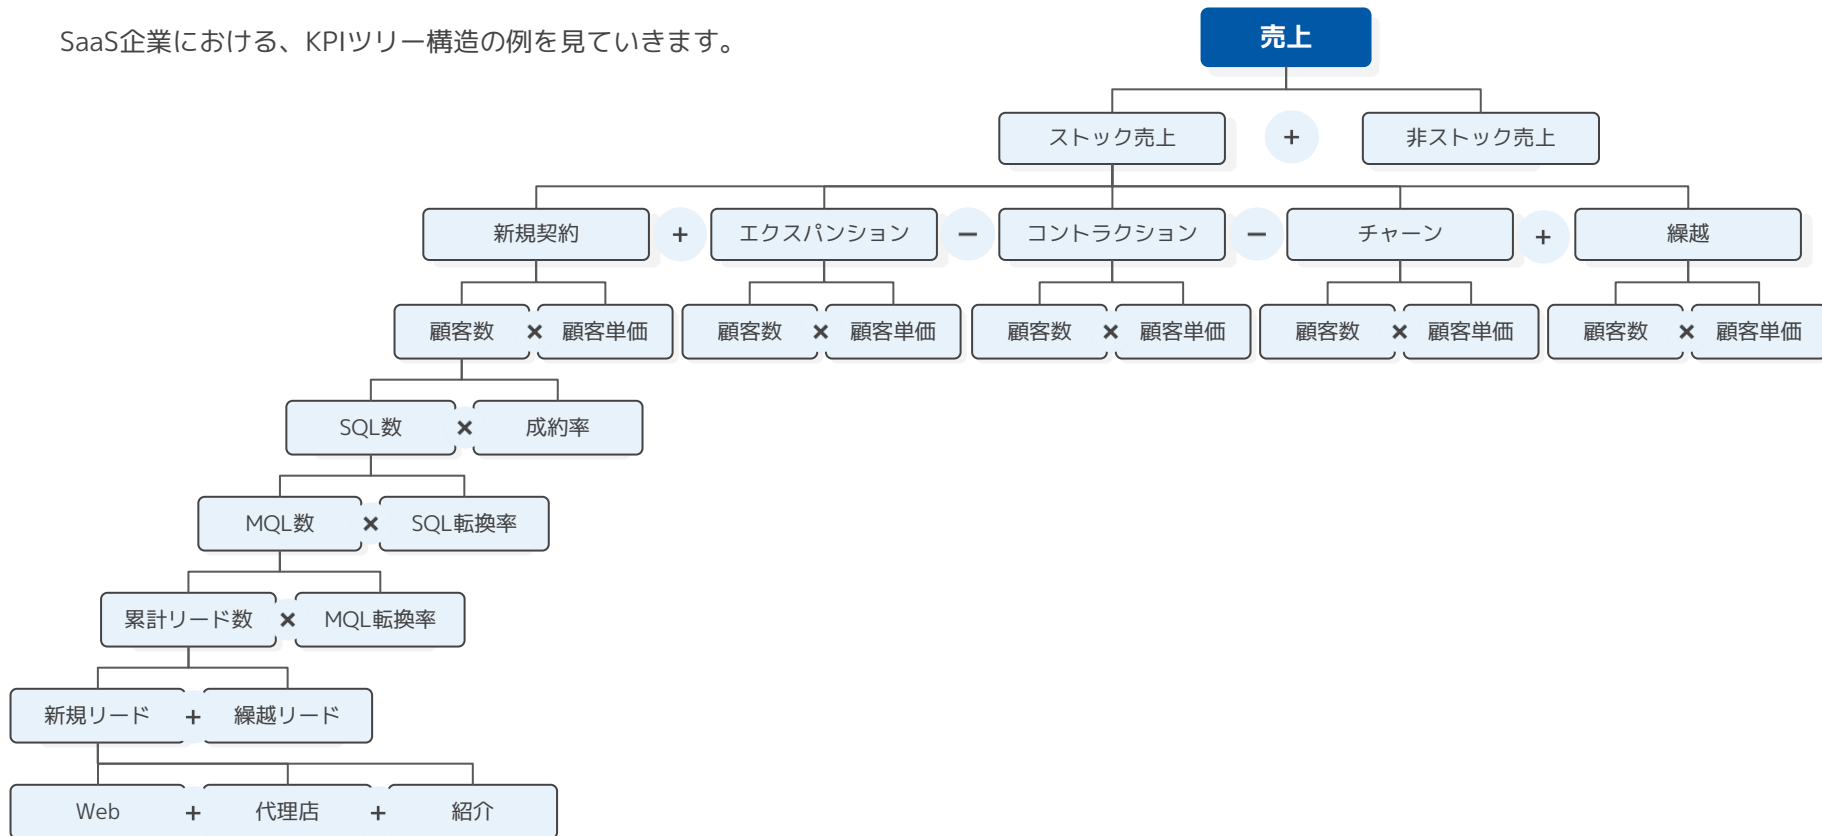 SaaS企業における、KPIツリー構造の例を見ていきます。
売上
ストック売上 + 非ストック売上
新規契約 + エクスパンション − コントラクション − チャーン + 繰越
顧客数 × 顧客単価 顧客数 × 顧客単価 顧客数 × 顧客単価 顧客数 × 顧客単価 顧客数 × 顧客単価
SQL数 × 成約率
MQL数 × SQL転換率
累計リード数 × MQL転換率
新規リード + 繰越リード
Web + 代理店 + 紹介